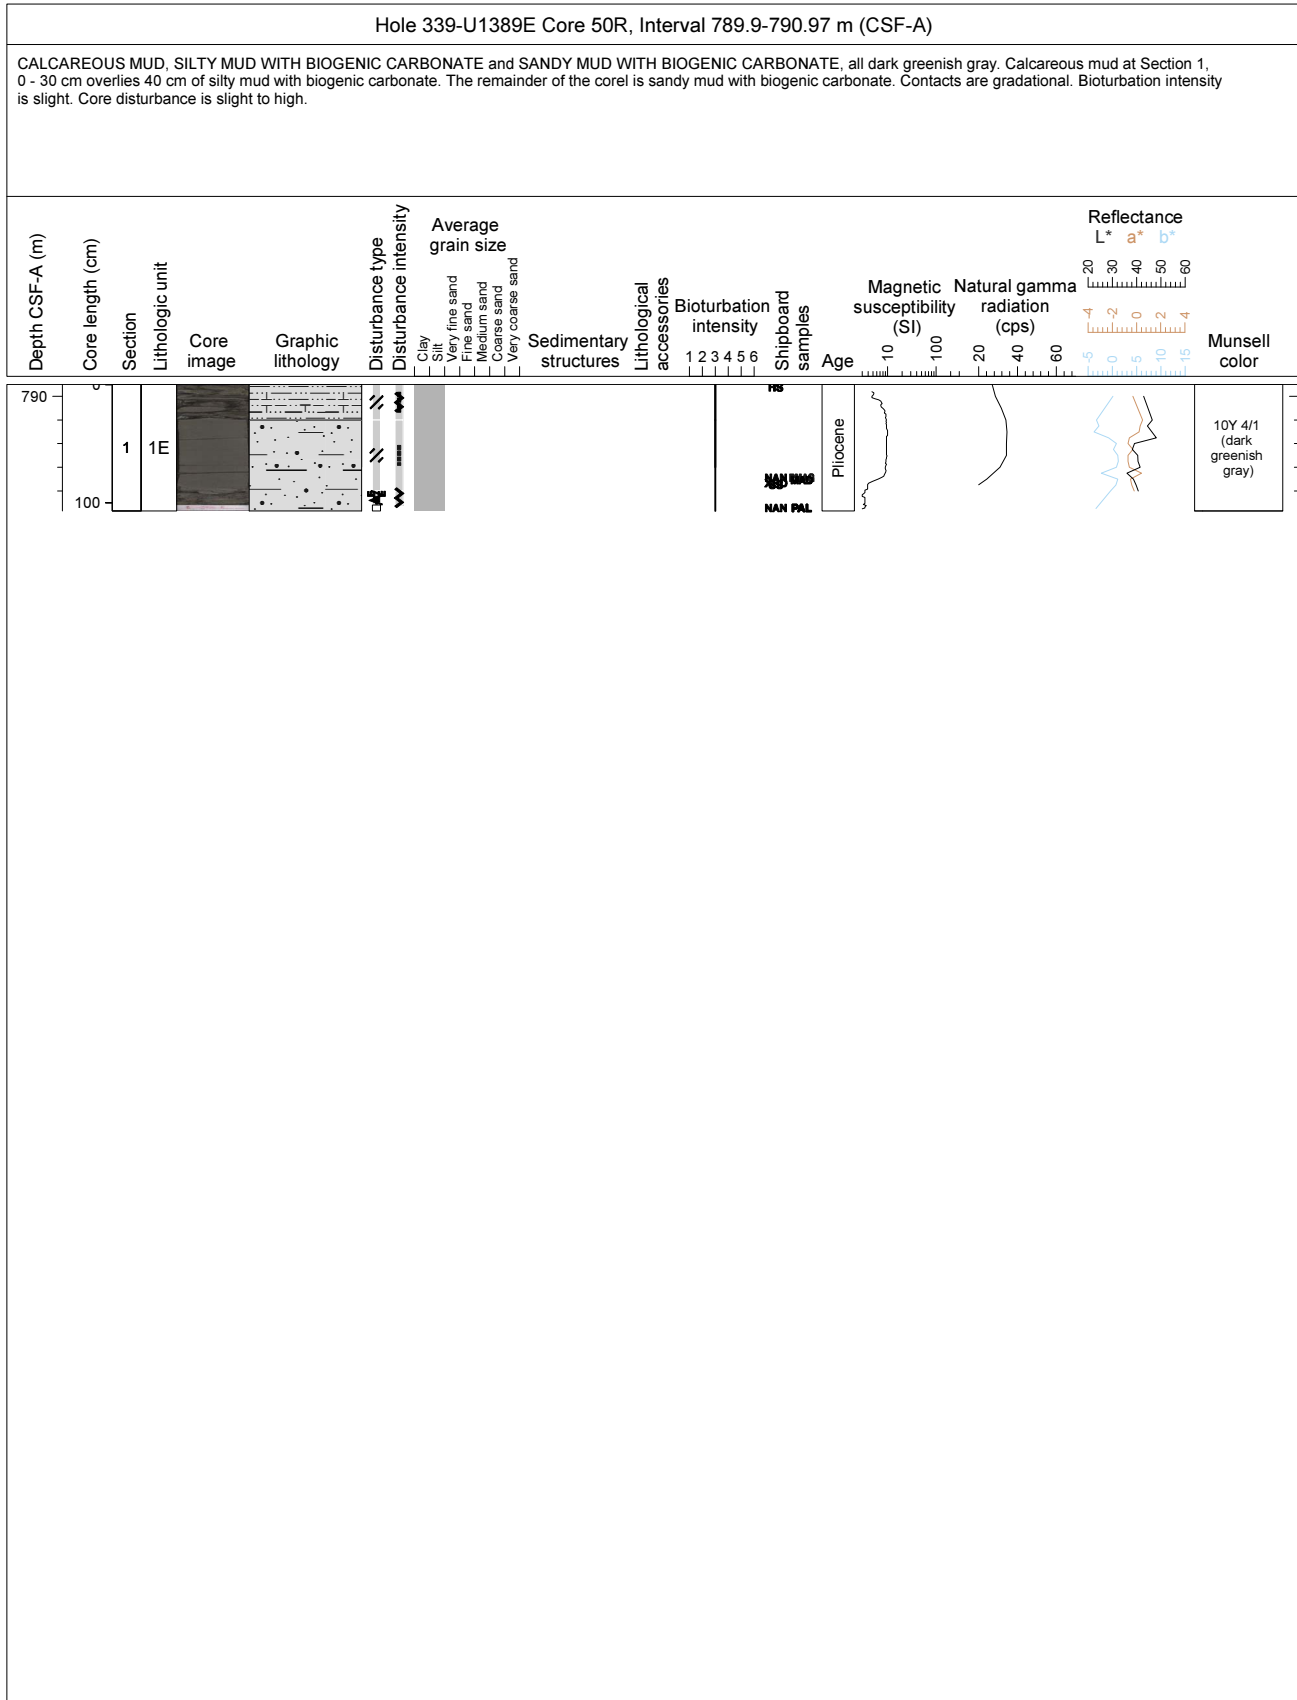 Hole 339-U1389E Core 50R, Interval 789.9-790.97 m (CSF-A)
CALCAREOUS MUD, SILTY MUD WITH BIOGENIC CARBONATE and SANDY MUD WITH BIOGENIC CARBONATE, all dark greenish gray. Calcareous mud at Section 1,
0 - 30 cm overlies 40 cm of silty mud with biogenic carbonate. The remainder of the corel is sandy mud with biogenic carbonate. Contacts are gradational. Bioturbation intensity
is slight. Core disturbance is slight to high.
Depth CSF-A (m)
Core length (cm)
Section
Lithologic unit
Core
image
Graphic
lithology
Disturbance type
Disturbance intensity
Average
grain size
Clay
Silt
Very fine sand
Fine sand
Medium sand
Coarse sand
Very coarse sand
Sedimentary
structures
Lithological
accessories
Bioturbation
intensity
1 2 3 4 5 6
Shipboard
samples
Age
Magnetic
susceptibility
(SI)
10 100
Natural gamma
radiation
(cps)
20 40 60
Reflectance
L* a* b*
20 30 40 50 60
-4 -2 0 2 4
-5 0 5 10 15
Munsell
color
790
0
100
1
1E
HS
NAN
NAN PAL
Pliocene
10Y 4/1
(dark
greenish
gray)